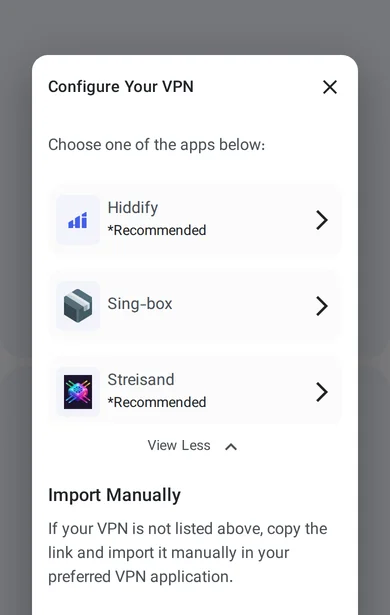 Configure Your VPN
Choose one of the apps below:
Hiddify
*Recommended
Sing-box
Streisand
*Recommended
View Less
Import Manually
If your VPN is not listed above, copy the
link and import it manually in your
preferred VPN application.